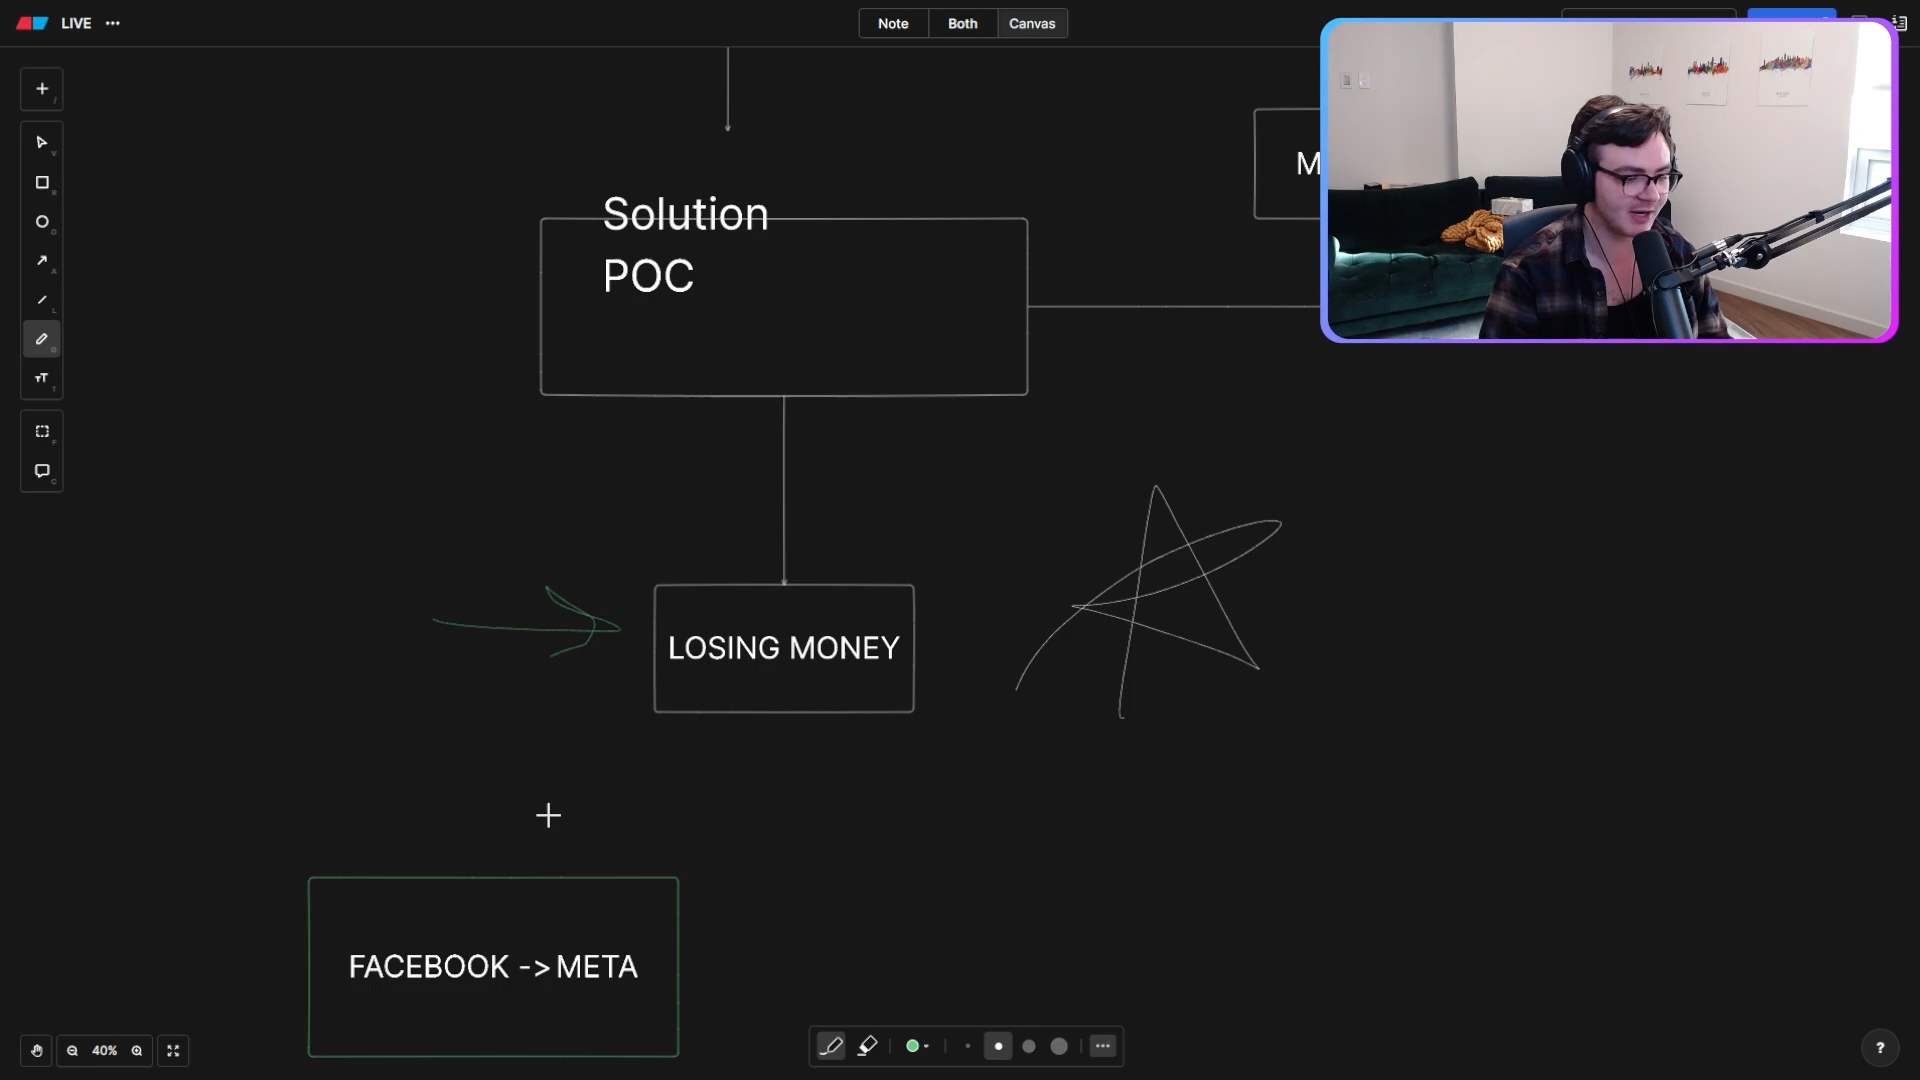 LIVE
Note Both Canvas
M
Solution
POC
LOSING MONEY
FACEBOOK -> META
40%
?